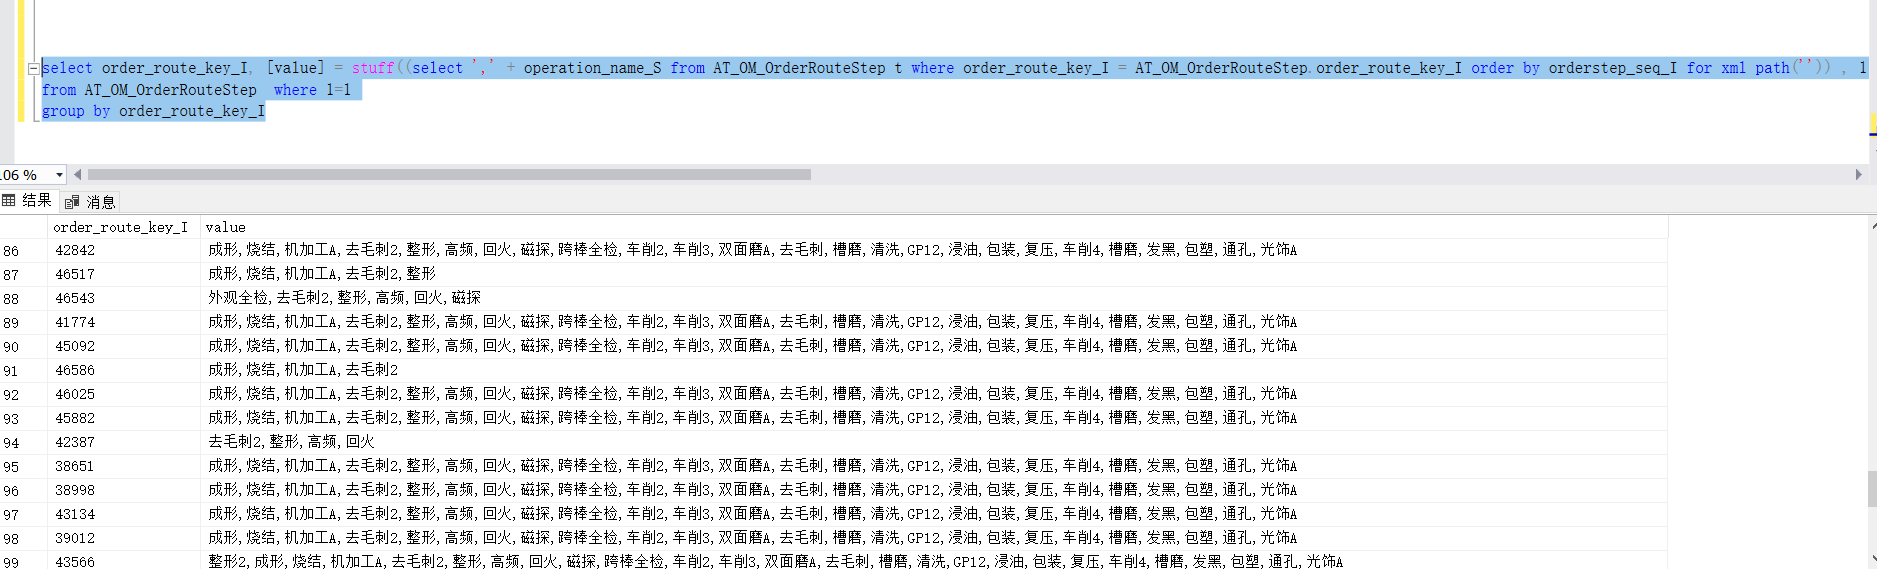 select order_route_key_I, [value] = stuff((select ',' + operation_name_S from AT_OM_OrderRouteStep t where order_route_key_I = AT_OM_OrderRouteStep.order_route_key_I order by orderstep_seq_I for xml path('')) , 1
from AT_OM_OrderRouteStep  where 1=1
group by order_route_key_I
.06 %
结果 消息
order_route_key_I value
86 42842 成形,烧结,机加工A,去毛刺2,整形,高频,回火,磁探,跨棒全检,车削2,车削3,双面磨A,去毛刺,槽磨,清洗,GP12,浸油,包装,复压,车削4,槽磨,发黑,包塑,通孔,光饰A
87 46517 成形,烧结,机加工A,去毛刺2,整形
88 46543 外观全检,去毛刺2,整形,高频,回火,磁探
89 41774 成形,烧结,机加工A,去毛刺2,整形,高频,回火,磁探,跨棒全检,车削2,车削3,双面磨A,去毛刺,槽磨,清洗,GP12,浸油,包装,复压,车削4,槽磨,发黑,包塑,通孔,光饰A
90 45092 成形,烧结,机加工A,去毛刺2,整形,高频,回火,磁探,跨棒全检,车削2,车削3,双面磨A,去毛刺,槽磨,清洗,GP12,浸油,包装,复压,车削4,槽磨,发黑,包塑,通孔,光饰A
91 46586 成形,烧结,机加工A,去毛刺2
92 46025 成形,烧结,机加工A,去毛刺2,整形,高频,回火,磁探,跨棒全检,车削2,车削3,双面磨A,去毛刺,槽磨,清洗,GP12,浸油,包装,复压,车削4,槽磨,发黑,包塑,通孔,光饰A
93 45882 成形,烧结,机加工A,去毛刺2,整形,高频,回火,磁探,跨棒全检,车削2,车削3,双面磨A,去毛刺,槽磨,清洗,GP12,浸油,包装,复压,车削4,槽磨,发黑,包塑,通孔,光饰A
94 42387 去毛刺2,整形,高频,回火
95 38651 成形,烧结,机加工A,去毛刺2,整形,高频,回火,磁探,跨棒全检,车削2,车削3,双面磨A,去毛刺,槽磨,清洗,GP12,浸油,包装,复压,车削4,槽磨,发黑,包塑,通孔,光饰A
96 38998 成形,烧结,机加工A,去毛刺2,整形,高频,回火,磁探,跨棒全检,车削2,车削3,双面磨A,去毛刺,槽磨,清洗,GP12,浸油,包装,复压,车削4,槽磨,发黑,包塑,通孔,光饰A
97 43134 成形,烧结,机加工A,去毛刺2,整形,高频,回火,磁探,跨棒全检,车削2,车削3,双面磨A,去毛刺,槽磨,清洗,GP12,浸油,包装,复压,车削4,槽磨,发黑,包塑,通孔,光饰A
98 39012 成形,烧结,机加工A,去毛刺2,整形,高频,回火,磁探,跨棒全检,车削2,车削3,双面磨A,去毛刺,槽磨,清洗,GP12,浸油,包装,复压,车削4,槽磨,发黑,包塑,通孔,光饰A
99 43566 整形2,成形,烧结,机加工A,去毛刺2,整形,高频,回火,磁探,跨棒全检,车削2,车削3,双面磨A,去毛刺,槽磨,清洗,GP12,浸油,包装,复压,车削4,槽磨,发黑,包塑,通孔,光饰A